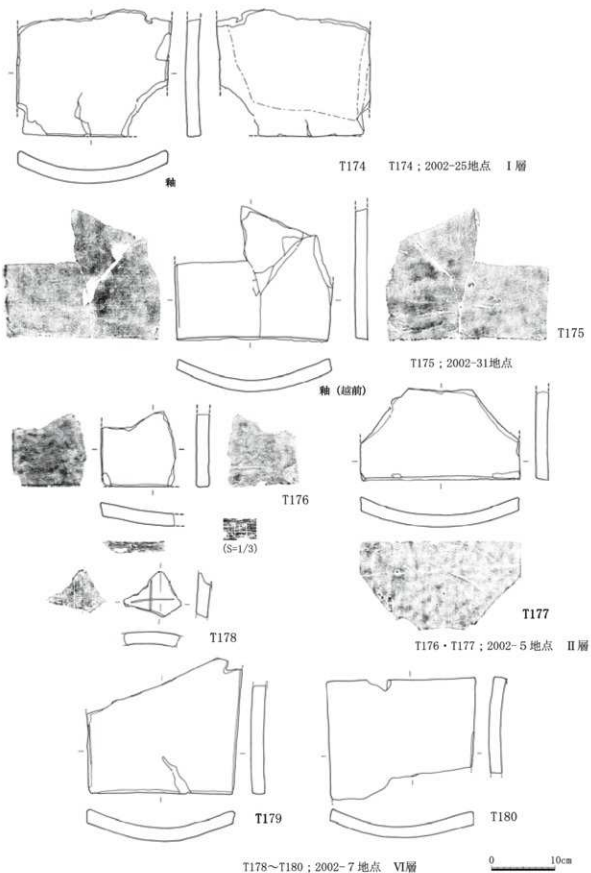 T174 T174；2002-25地点 Ⅰ層
釉
T175
T175；2002-31地点
釉（越前）
T176
(S=1/3)
T177
T178
T176・T177；2002-5地点 Ⅱ層
T179
T180
T178～T180；2002-7地点 Ⅵ層
0 10cm